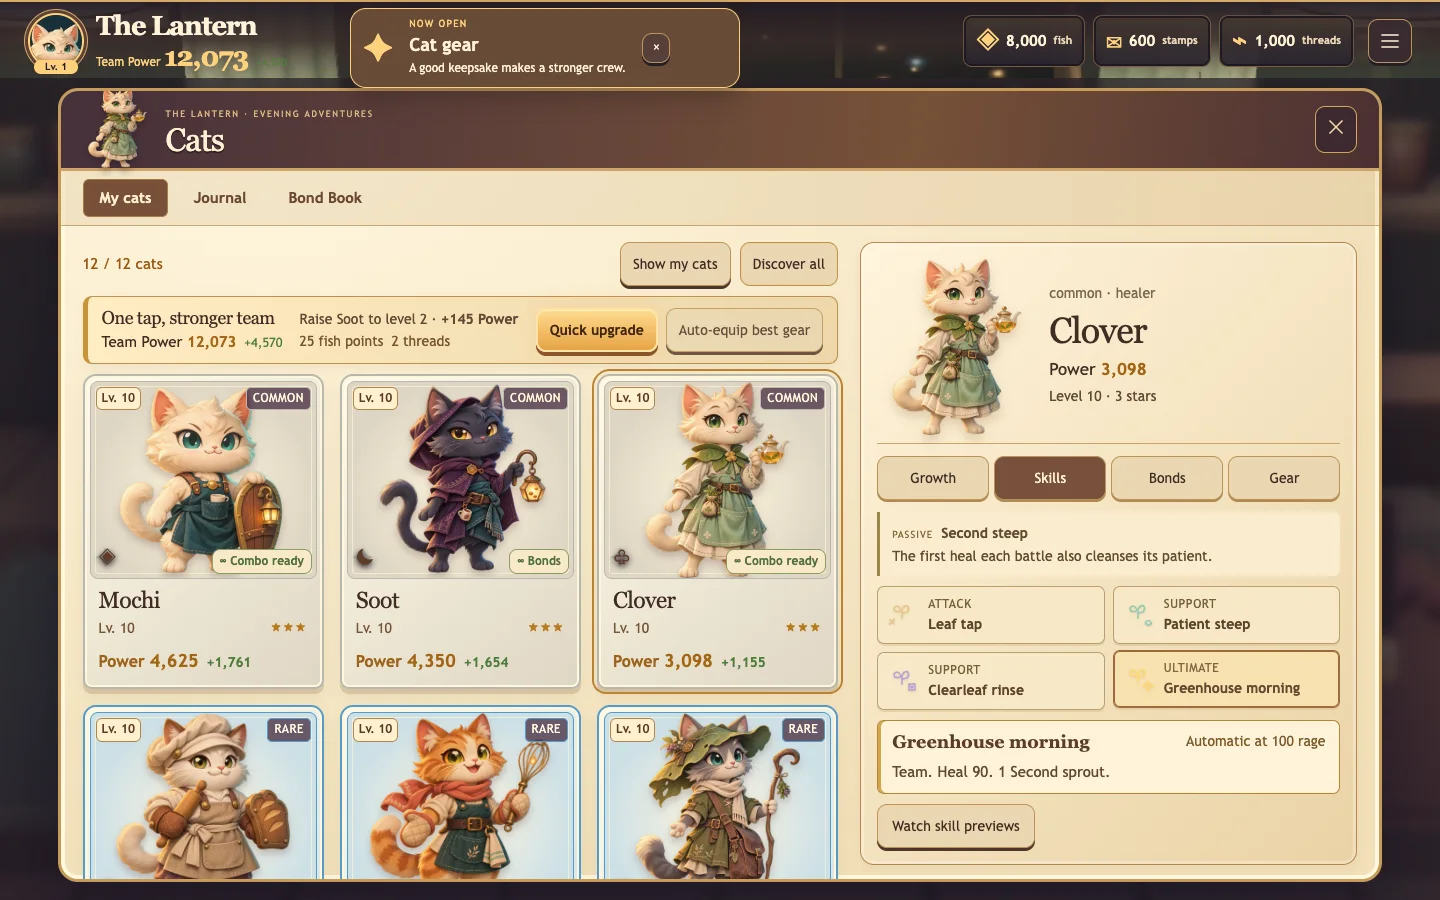 The Lantern
Team Power 12,073
Lv. 1
NOW OPEN
Cat gear
A good keepsake makes a stronger crew.
×
8,000 fish
600 stamps
1,000 threads
THE LANTERN · EVENING ADVENTURES
Cats
My cats
Journal
Bond Book
12 / 12 cats
Show my cats
Discover all
One tap, stronger team
Team Power 12,073 +4,570
Raise Soot to level 2 · +145 Power
25 fish points 2 threads
Quick upgrade
Auto-equip best gear
Lv. 10
COMMON
∞ Combo ready
Mochi
Lv. 10 ★★★
Power 4,625 +1,761
Lv. 10
COMMON
∞ Bonds
Soot
Lv. 10 ★★★
Power 4,350 +1,654
Lv. 10
COMMON
∞ Combo ready
Clover
Lv. 10 ★★★
Power 3,098 +1,155
Lv. 10
RARE
Lv. 10
RARE
Lv. 10
RARE
common · healer
Clover
Power 3,098
Level 10 · 3 stars
Growth
Skills
Bonds
Gear
PASSIVE Second steep
The first heal each battle also cleanses its patient.
ATTACK
Leaf tap
SUPPORT
Patient steep
SUPPORT
Clearleaf rinse
ULTIMATE
Greenhouse morning
Greenhouse morning
Automatic at 100 rage
Team. Heal 90. 1 Second sprout.
Watch skill previews